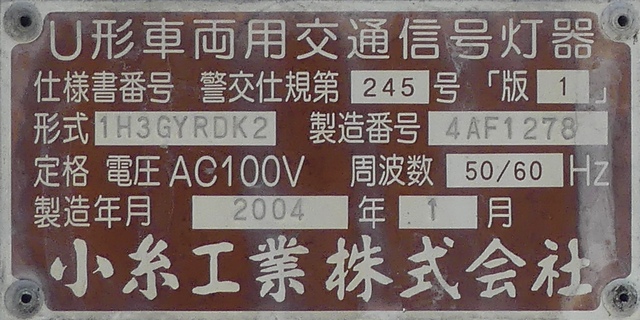 U形車両用交通信号灯器
仕様書番号 警交仕規第 245 号 「版 1 」
形式 1H3GYRDK2 製造番号 4AF1278
定格 電圧 AC100V 周波数 50/60 Hz
製造年月 2004 年 1 月
小糸工業株式会社